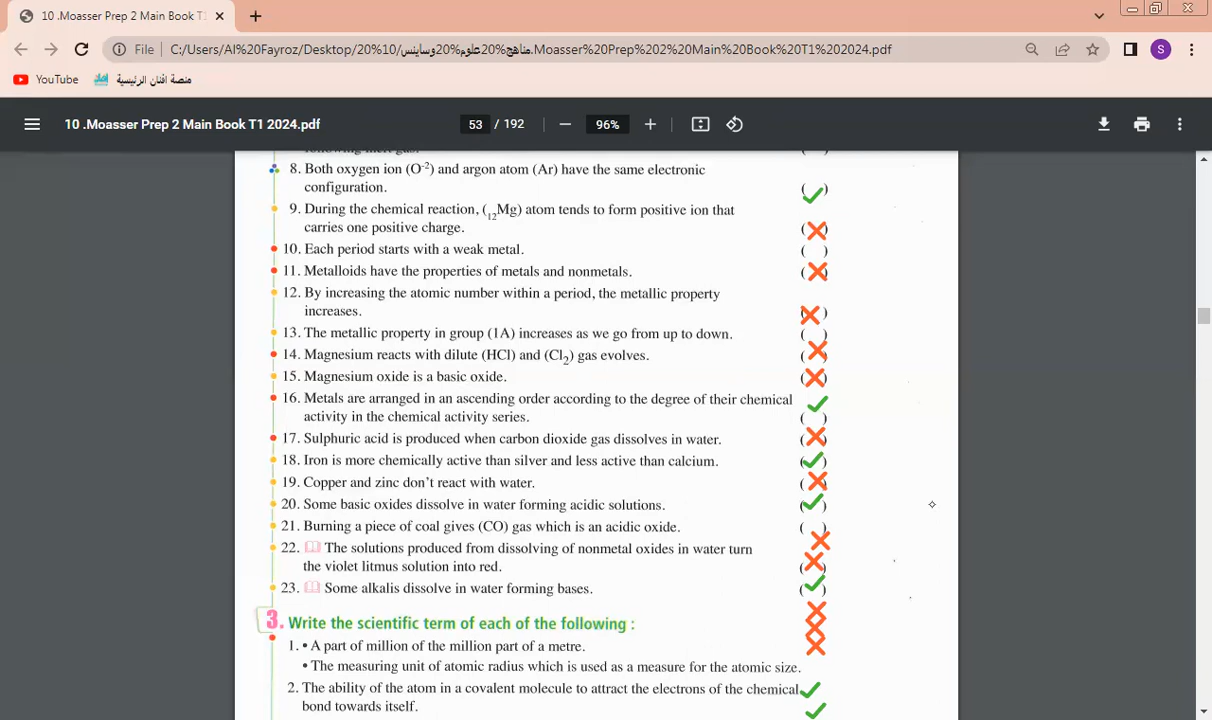 10 .Moasser Prep 2 Main Book T1
File
C:/Users/Al%20Fayroz/Desktop/20%10/مناهج%20علوم%20وساينس.Moasser%20Prep%202%20Main%20Book%20T1%202024.pdf
S
YouTube
منصة اقنان الرئيسية
10 .Moasser Prep 2 Main Book T1 2024.pdf
53 / 192
96%
8. Both oxygen ion (O⁻²) and argon atom (Ar) have the same electronic
configuration. ( )
9. During the chemical reaction, (₁₂Mg) atom tends to form positive ion that
carries one positive charge. ( )
10. Each period starts with a weak metal. ( )
11. Metalloids have the properties of metals and nonmetals. ( )
12. By increasing the atomic number within a period, the metallic property
increases. ( )
13. The metallic property in group (1A) increases as we go from up to down. ( )
14. Magnesium reacts with dilute (HCl) and (Cl₂) gas evolves. ( )
15. Magnesium oxide is a basic oxide. ( )
16. Metals are arranged in an ascending order according to the degree of their chemical
activity in the chemical activity series. ( )
17. Sulphuric acid is produced when carbon dioxide gas dissolves in water. ( )
18. Iron is more chemically active than silver and less active than calcium. ( )
19. Copper and zinc don't react with water. ( )
20. Some basic oxides dissolve in water forming acidic solutions. ( )
21. Burning a piece of coal gives (CO) gas which is an acidic oxide. ( )
22. The solutions produced from dissolving of nonmetal oxides in water turn
the violet litmus solution into red. ( )
23. Some alkalis dissolve in water forming bases. ( )
3. Write the scientific term of each of the following :
1. • A part of million of the million part of a metre.
• The measuring unit of atomic radius which is used as a measure for the atomic size.
2. The ability of the atom in a covalent molecule to attract the electrons of the chemical
bond towards itself.